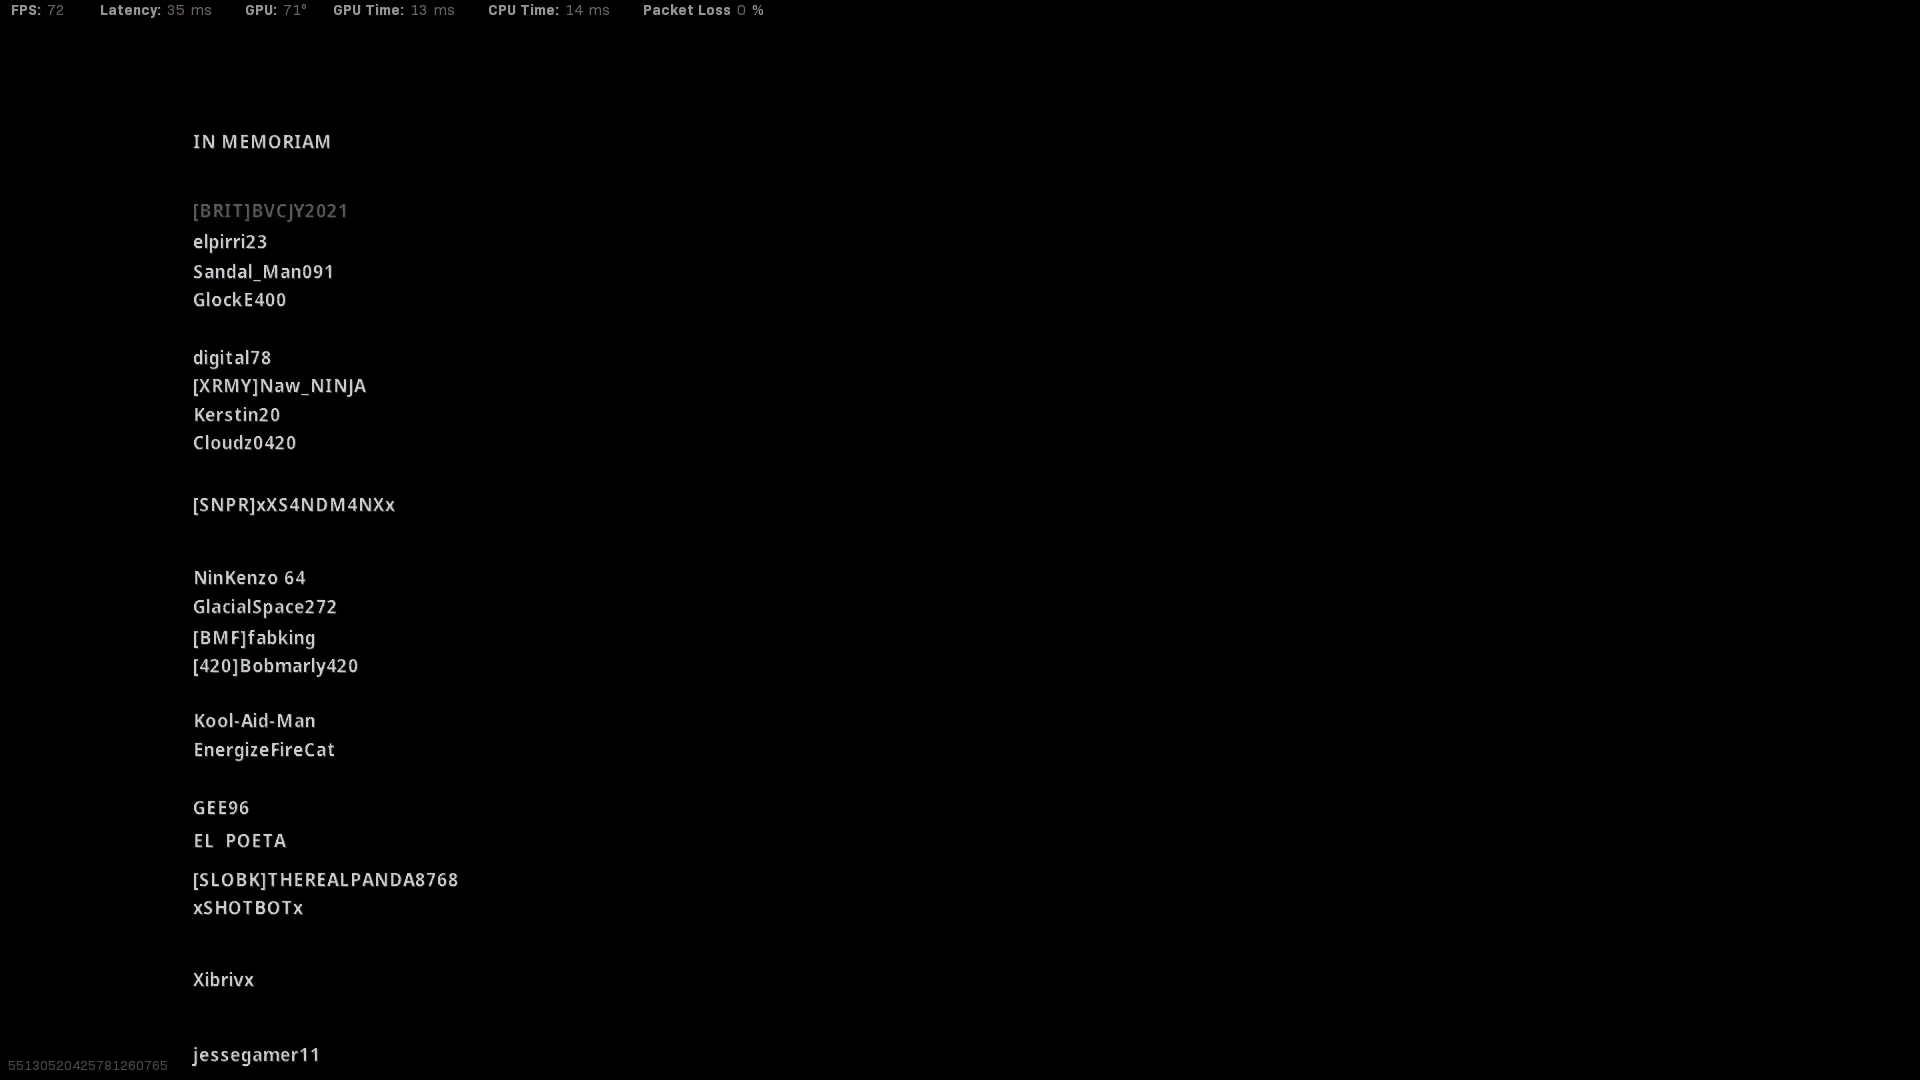 FPS: 72 Latency: 35 ms GPU: 71° GPU Time: 13 ms CPU Time: 14 ms Packet Loss 0 %
IN MEMORIAM
[BRIT]BVCJY2021
elpirri23
Sandal_Man091
GlockE400
digital78
[XRMY]Naw_NINJA
Kerstin20
Cloudz0420
[SNPR]xXS4NDM4NXx
NinKenzo 64
GlacialSpace272
[BMF]fabking
[420]Bobmarly420
Kool-Aid-Man
EnergizeFireCat
GEE96
EL POETA
[SLOBK]THEREALPANDA8768
xSHOTBOTx
Xibrivx
jessegamer11
55130520425781260765